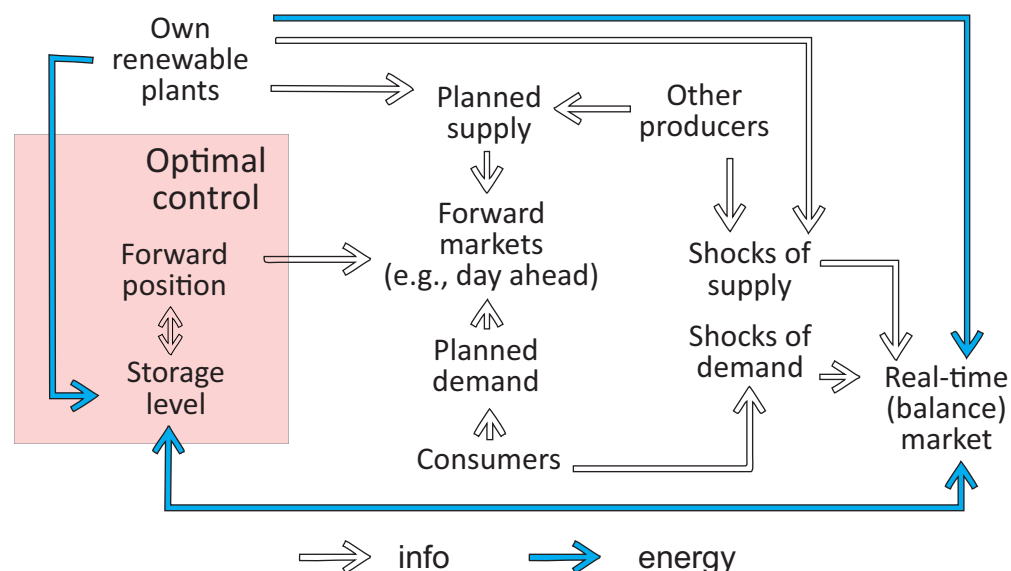 Own
renewable
plants
Planned
supply
Other
producers
Optimal
control
Forward
markets
(e.g., day ahead)
Forward
position
Shocks of
supply
Storage
level
Planned
demand
Shocks of
demand
Real-time
(balance)
market
Consumers
info
energy